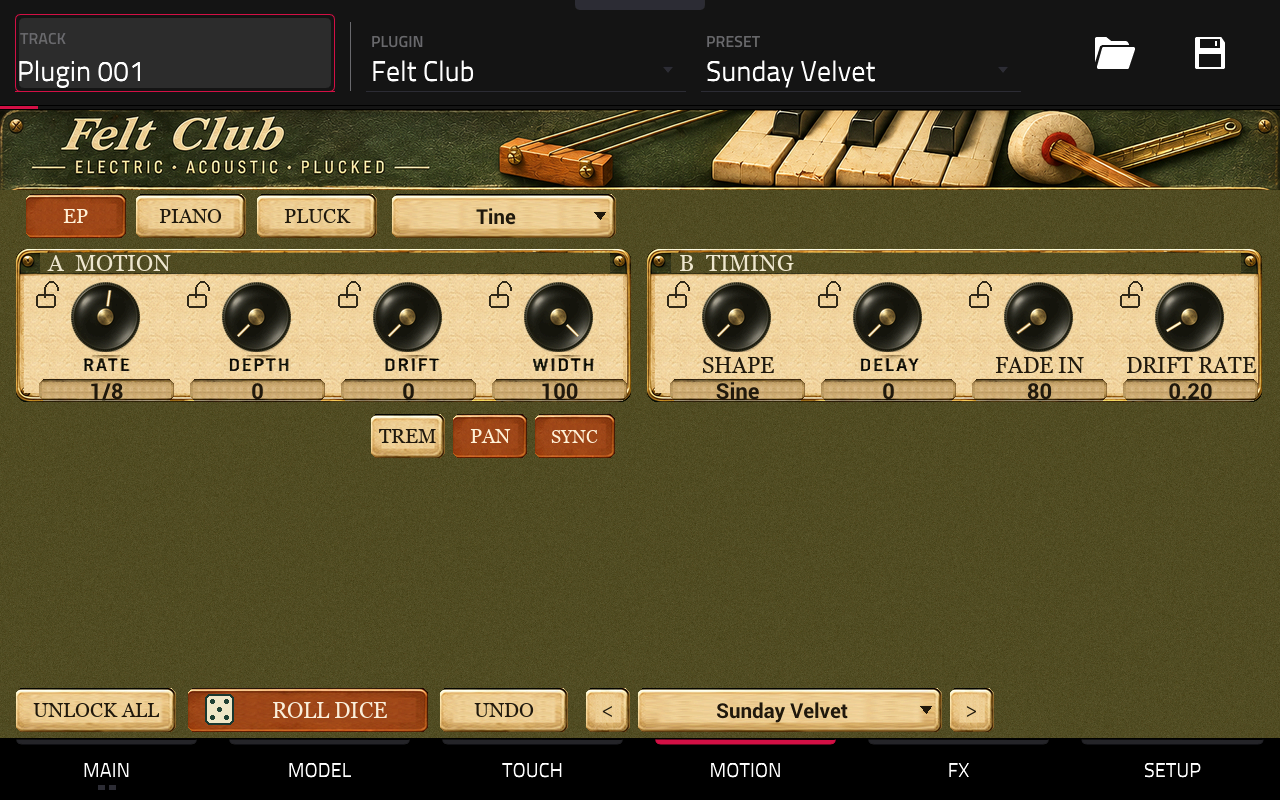 TRACK
Plugin 001
PLUGIN
Felt Club
PRESET
Sunday Velvet
Felt Club
ELECTRIC · ACOUSTIC · PLUCKED
EP
PIANO
PLUCK
Tine
A MOTION
B TIMING
RATE
DEPTH
DRIFT
WIDTH
SHAPE
DELAY
FADE IN
DRIFT RATE
1/8
0
0
100
Sine
0
80
0.20
TREM
PAN
SYNC
UNLOCK ALL
ROLL DICE
UNDO
<
Sunday Velvet
>
MAIN
MODEL
TOUCH
MOTION
FX
SETUP